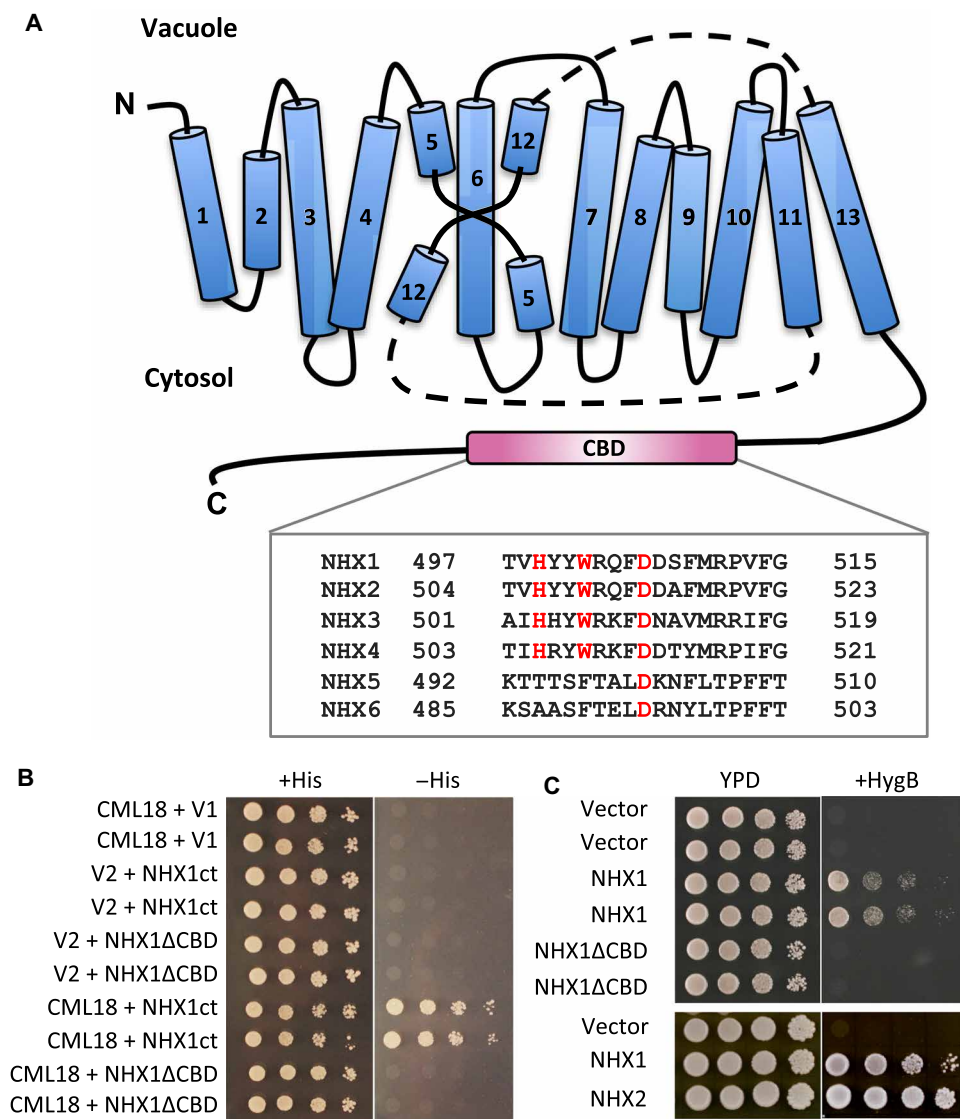 A
Vacuole
N
5 12
6
1 2 3 4 7 8 9 10 11 13
12 5
Cytosol
CBD
C
NHX1 497 TVHYYWRQFDDSFMRPVFG 515
NHX2 504 TVHYYWRQFDDAFMRPVFG 523
NHX3 501 AIHHYWRKFDNAVMRRIFG 519
NHX4 503 TIHRYWRKFDDTYMRPIFG 521
NHX5 492 KTTTSFTALDKNFLTPFFT 510
NHX6 485 KSAASFTELDRNYLTPFFT 503
B
+His –His
CML18 + V1
CML18 + V1
V2 + NHX1ct
V2 + NHX1ct
V2 + NHX1ΔCBD
V2 + NHX1ΔCBD
CML18 + NHX1ct
CML18 + NHX1ct
CML18 + NHX1ΔCBD
CML18 + NHX1ΔCBD
C
YPD +HygB
Vector
Vector
NHX1
NHX1
NHX1ΔCBD
NHX1ΔCBD
Vector
NHX1
NHX2